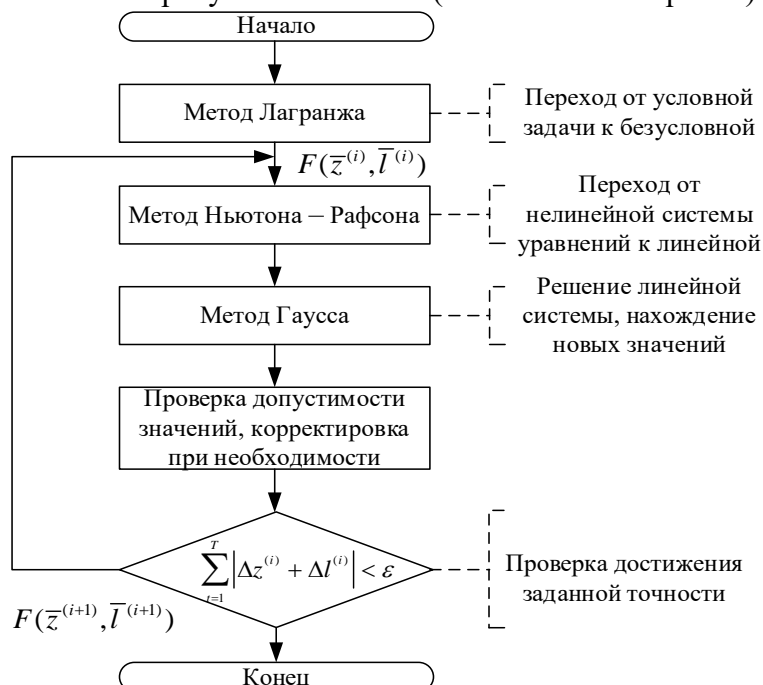 Начало
Метод Лагранжа
Переход от условной
задачи к безусловной
F(z̅⁽ⁱ⁾, l̅⁽ⁱ⁾)
Метод Ньютона – Рафсона
Переход от
нелинейной системы
уравнений к линейной
Метод Гаусса
Решение линейной
системы, нахождение
новых значений
Проверка допустимости
значений, корректировка
при необходимости
∑ₜ₌₁ᵀ |Δz⁽ⁱ⁾ + Δl⁽ⁱ⁾| < ε
Проверка достижения
заданной точности
F(z̅⁽ⁱ⁺¹⁾, l̅⁽ⁱ⁺¹⁾)
Конец